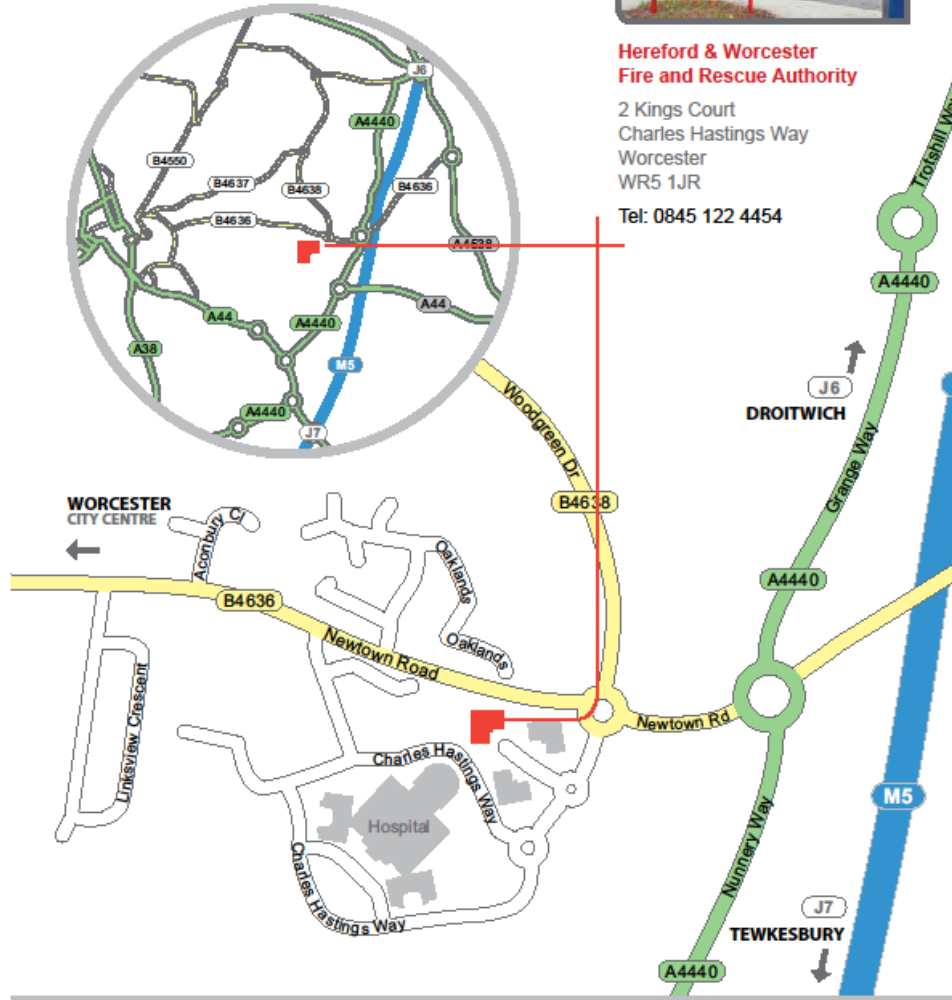 J6
A4440
B4550
B4637
B4638
B4636
B4636
A4538
A44
A44
A4440
A38
M5
A4440
J7
Hereford & Worcester
Fire and Rescue Authority
2 Kings Court
Charles Hastings Way
Worcester
WR5 1JR
Tel: 0845 122 4454
A4440
J6
DROITWICH
Woodgreen Dr
B4638
Grange Way
A4440
WORCESTER
CITY CENTRE
Aconbury Cl
Oaklands
Oaklands
B4636
Newtown Road
Newtown Rd
Linksview Crescent
Charles Hastings Way
Hospital
Charles Hastings Way
M5
Nunnery Way
J7
TEWKESBURY
A4440